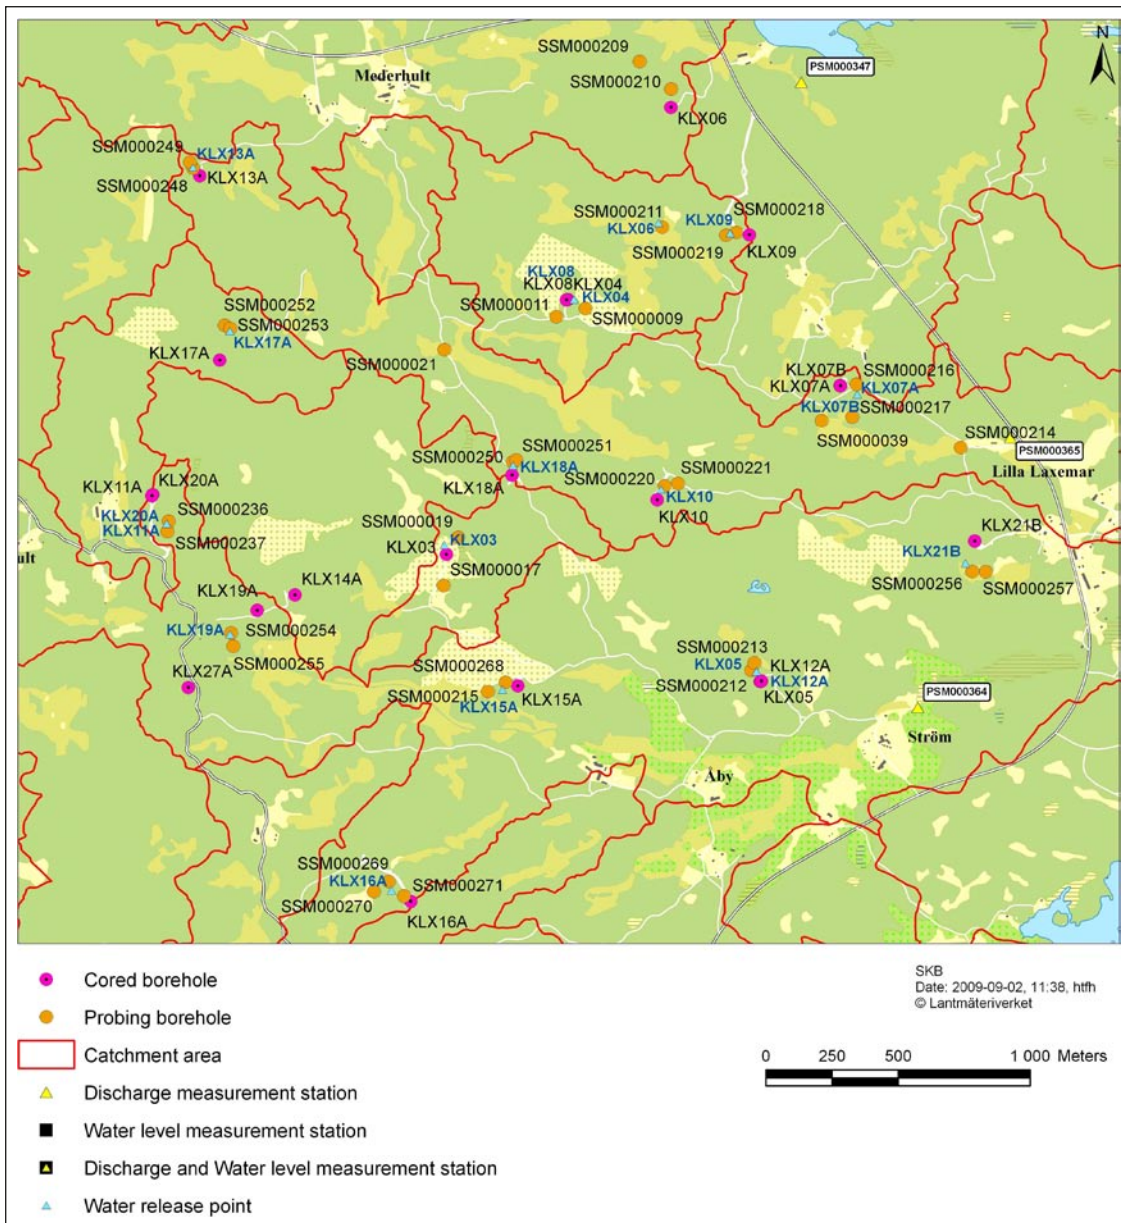 N
SSM000209
PSM000347
Mederhult
SSM000210
KLX06
SSM000249
KLX13A
KLX13A
SSM000248
SSM000211
SSM000218
KLX06
KLX09
SSM000219
KLX09
KLX08
KLX08
KLX04
KLX04
SSM000011
SSM000009
SSM000252
SSM000253
KLX17A
KLX17A
SSM000021
KLX07B
SSM000216
KLX07A
KLX07A
KLX07B
SSM000217
SSM000039
SSM000214
PSM000365
Lilla Laxemar
SSM000251
SSM000250
KLX18A
KLX18A
SSM000221
SSM000220
KLX10
KLX10
KLX11A
KLX20A
SSM000236
KLX20A
KLX11A
SSM000237
ult
SSM000019
KLX03
KLX03
SSM000017
KLX21B
KLX21B
SSM000256
SSM000257
KLX14A
KLX19A
KLX19A
SSM000254
SSM000255
KLX27A
SSM000268
SSM000215
KLX15A
KLX15A
SSM000213
KLX05
KLX12A
SSM000212
KLX12A
KLX05
PSM000364
Ström
Åby
SSM000269
KLX16A
SSM000271
SSM000270
KLX16A
Cored borehole
Probing borehole
Catchment area
Discharge measurement station
Water level measurement station
Discharge and Water level measurement station
Water release point
SKB
Date: 2009-09-02, 11:38, htfh
© Lantmäteriverket
0 250 500 1 000 Meters